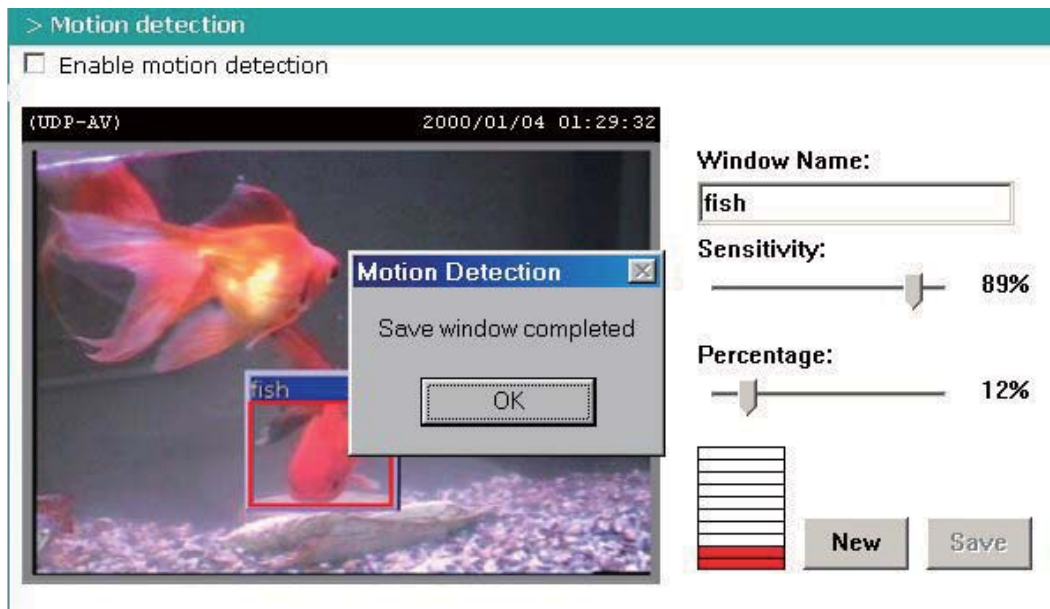 > Motion detection
Enable motion detection
(UDP-AV) 2000/01/04 01:29:32
Window Name:
fish
Sensitivity:
89%
Motion Detection
Save window completed
OK
Percentage:
12%
fish
New
Save